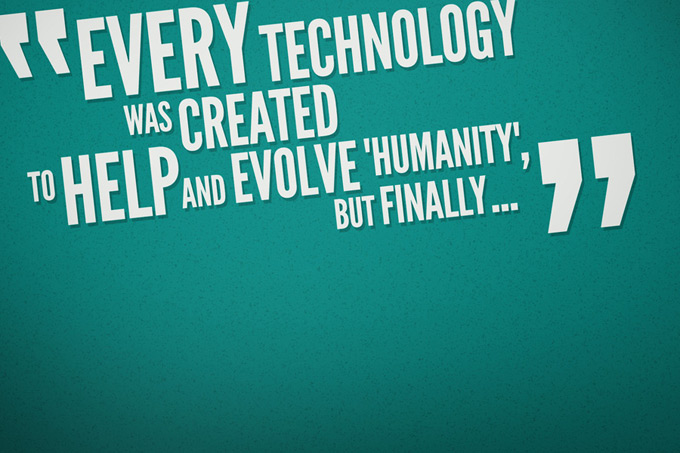 “EVERY TECHNOLOGY
WAS CREATED
TO HELP AND EVOLVE 'HUMANITY',
BUT FINALLY ...”